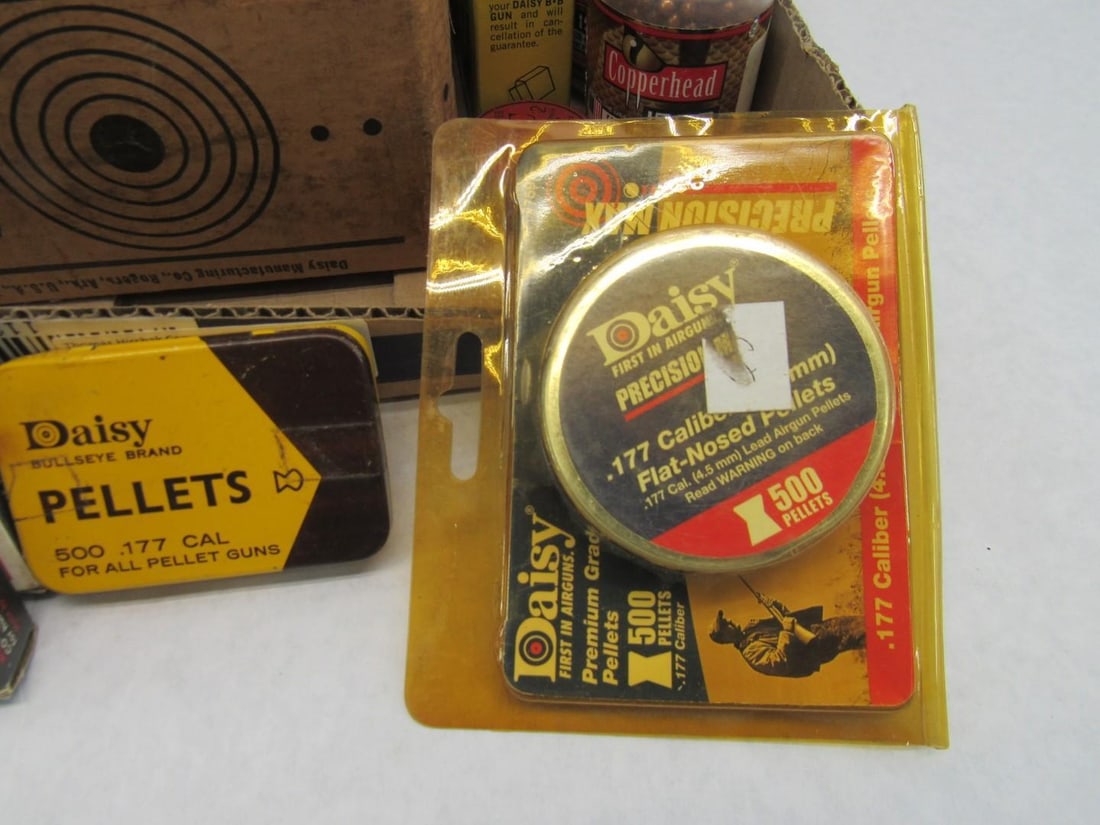 your DAISY B•B
GUN and will
result in can-
cellation of the
guarantee.
Copperhead
Daisy Manufacturing Co., Rogers, Ark., U.S.A.
Daisy
BULLSEYE BRAND
PELLETS
500 .177 CAL
FOR ALL PELLET GUNS
PRECISION MAX
Daisy®
FIRST IN AIRGUNS
PRECISION
.177 Caliber mm)
Flat-Nosed Pellets
.177 Cal. (4.5 mm) Lead Airgun Pellets
Read WARNING on back
500
PELLETS
Daisy®
FIRST IN AIRGUNS.
Premium Grad
Pellets
500
PELLETS
.177 Caliber
.177 Caliber (4. Airgun Pelle